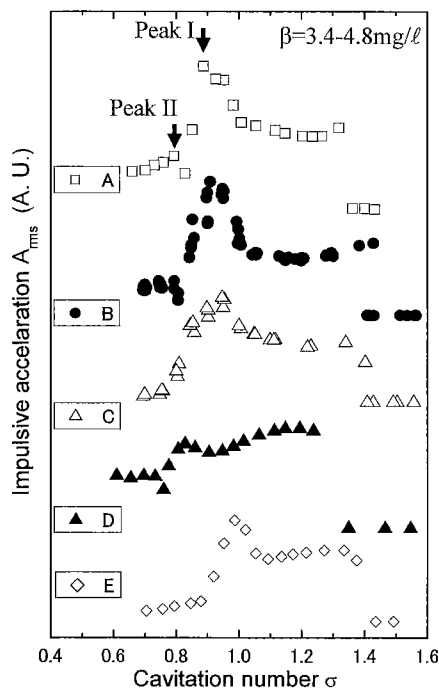 Peak I
β=3.4-4.8mg/ℓ
Peak II
A
B
C
D
E
Impulsive accelaration A_rms (A. U.)
0.4 0.6 0.8 1.0 1.2 1.4 1.6
Cavitation number σ